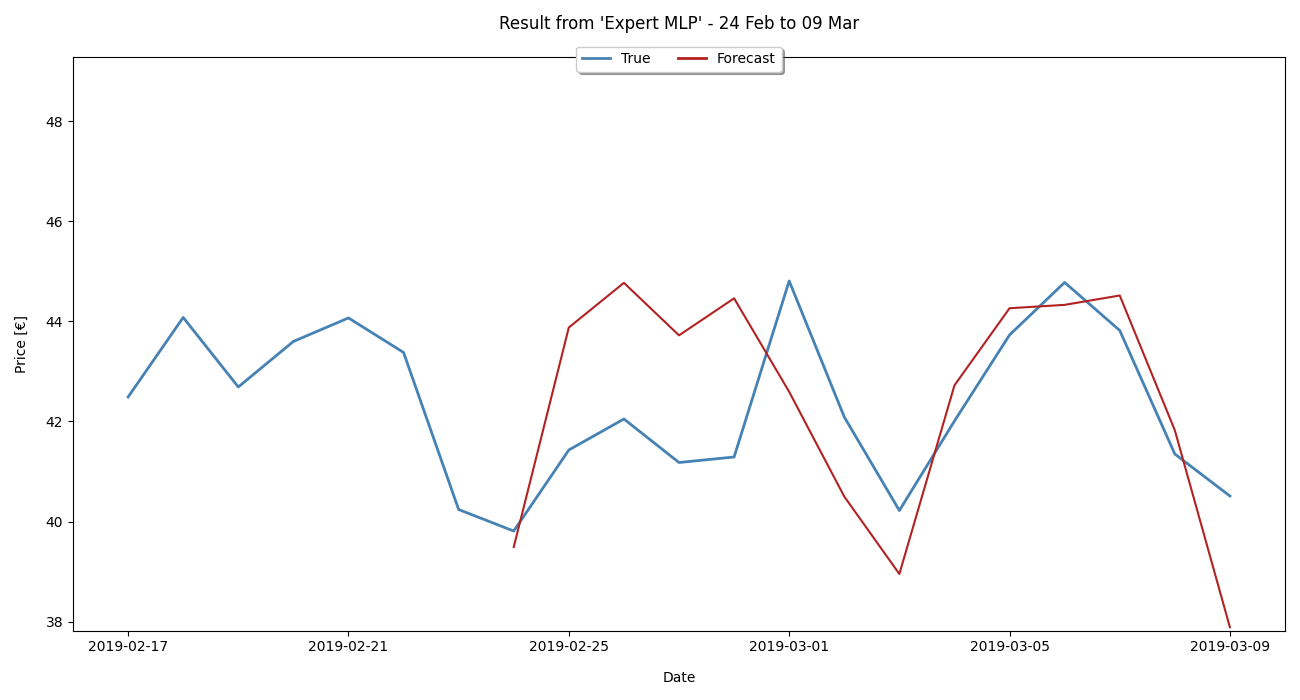 Result from 'Expert MLP' - 24 Feb to 09 Mar
True Forecast
48
46
44
42
40
38
Price [€]
2019-02-17 2019-02-21 2019-02-25 2019-03-01 2019-03-05 2019-03-09
Date